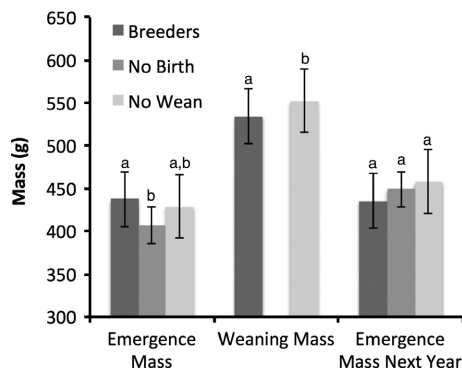 650
600
550
500
450
400
350
300
Mass (g)
Breeders
No Birth
No Wean
a
b
a,b
a
b
a
a
a
Emergence
Mass
Weaning Mass
Emergence
Mass Next Year